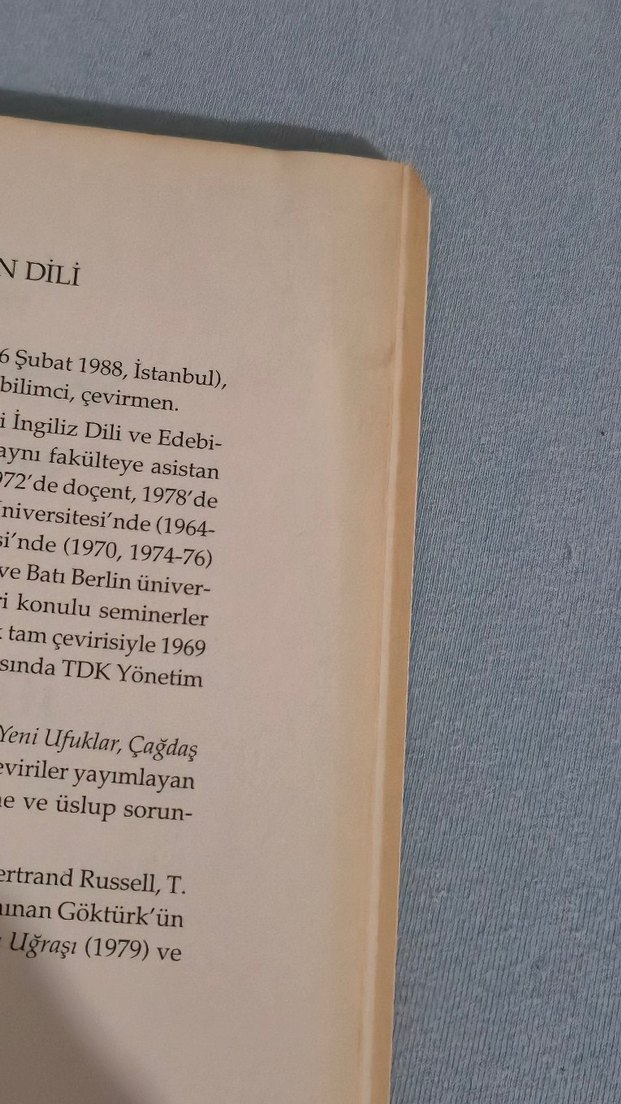 N DİLİ
6 Şubat 1988, İstanbul),
bilimci, çevirmen.
i İngiliz Dili ve Edebi-
aynı fakülteye asistan
972’de doçent, 1978’de
niversitesi’nde (1964-
si’nde (1970, 1974-76)
ve Batı Berlin üniver-
ri konulu seminerler
k tam çevirisiyle 1969
sında TDK Yönetim
Yeni Ufuklar, Çağdaş
eviriler yayımlayan
e ve üslup sorun-
ertrand Russell, T.
ınan Göktürk’ün
Uğraşı (1979) ve